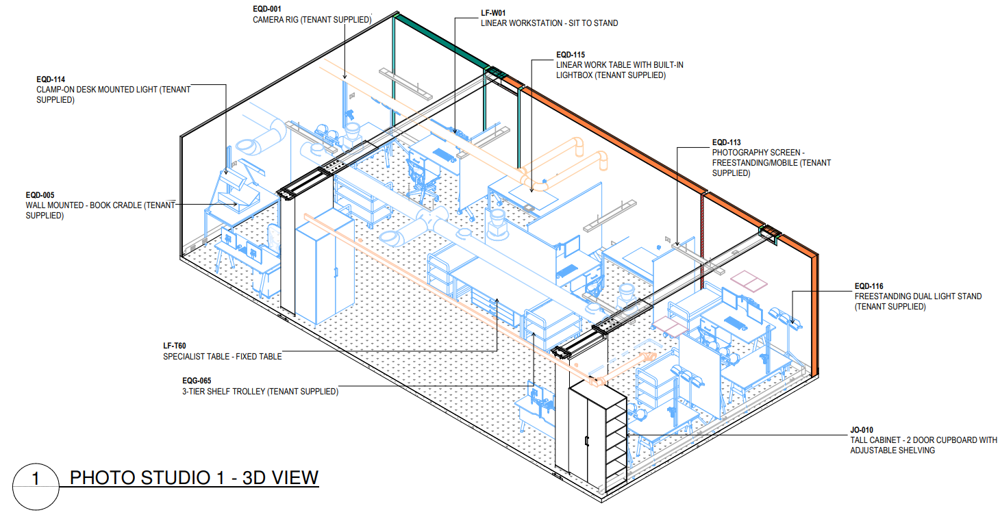 EQD-001
CAMERA RIG (TENANT SUPPLIED)
LF-W01
LINEAR WORKSTATION - SIT TO STAND
EQD-115
LINEAR WORK TABLE WITH BUILT-IN
LIGHTBOX (TENANT SUPPLIED)
EQD-114
CLAMP-ON DESK MOUNTED LIGHT (TENANT
SUPPLIED)
EQD-113
PHOTOGRAPHY SCREEN -
FREESTANDING/MOBILE (TENANT
SUPPLIED)
EQD-005
WALL MOUNTED - BOOK CRADLE (TENANT
SUPPLIED)
EQD-116
FREESTANDING DUAL LIGHT STAND
(TENANT SUPPLIED)
LF-T60
SPECIALIST TABLE - FIXED TABLE
EQG-065
3-TIER SHELF TROLLEY (TENANT SUPPLIED)
JO-010
TALL CABINET - 2 DOOR CUPBOARD WITH
ADJUSTABLE SHELVING
1 PHOTO STUDIO 1 - 3D VIEW